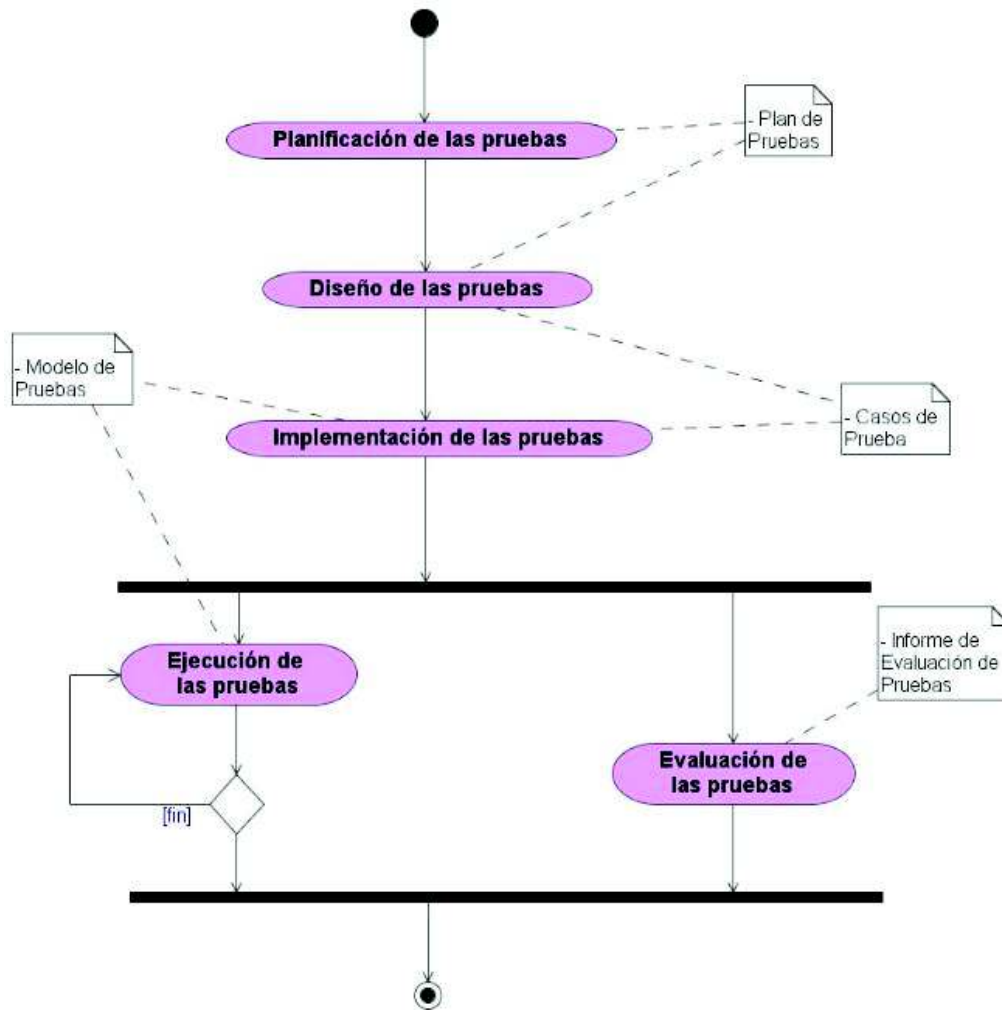 Planificación de las pruebas
- Plan de
Pruebas
Diseño de las pruebas
- Modelo de
Pruebas
- Casos de
Prueba
Implementación de las pruebas
Ejecución de
las pruebas
- Informe de
Evaluación de
Pruebas
Evaluación de
las pruebas
[fin]